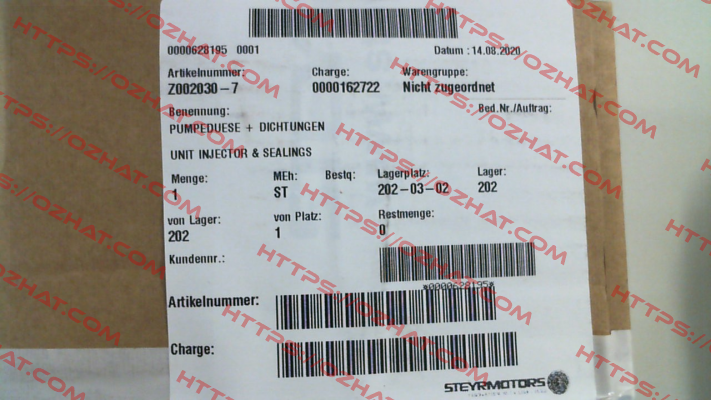 0000628195 0001
Datum : 14.08.2020
Artikelnummer: Charge: Warengruppe:
Z002030-7 0000162722 Nicht zugeordnet
Benennung: Bed.Nr./Auftrag:
PUMPEDUESE + DICHTUNGEN
UNIT INJECTOR & SEALINGS
Menge: MEh: Bestq: Lagerplatz: Lager:
1 ST 202-03-02 202
von Lager: von Platz: Restmenge:
202 1 0
Kundennr.:
*0000628195*
Artikelnummer:
Charge:
STEYRMOTORS
HTTPS://OZHAT.COM